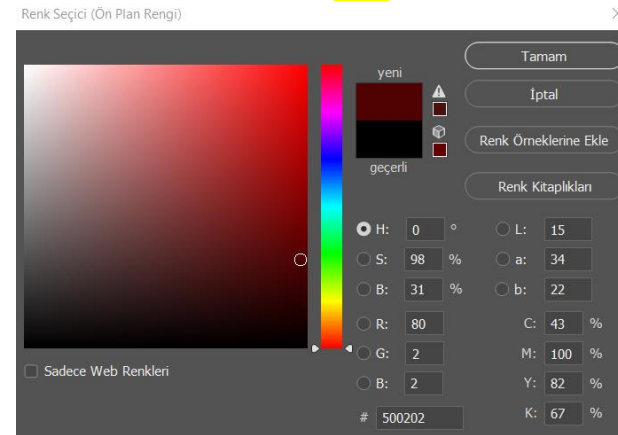 Renk Seçici (Ön Plan Rengi)
yeni
geçerli
Tamam
İptal
Renk Örneklerine Ekle
Renk Kitaplıkları
H: 0 °
S: 98 %
B: 31 %
R: 80
G: 2
B: 2
# 500202
L: 15
a: 34
b: 22
C: 43 %
M: 100 %
Y: 82 %
K: 67 %
Sadece Web Renkleri